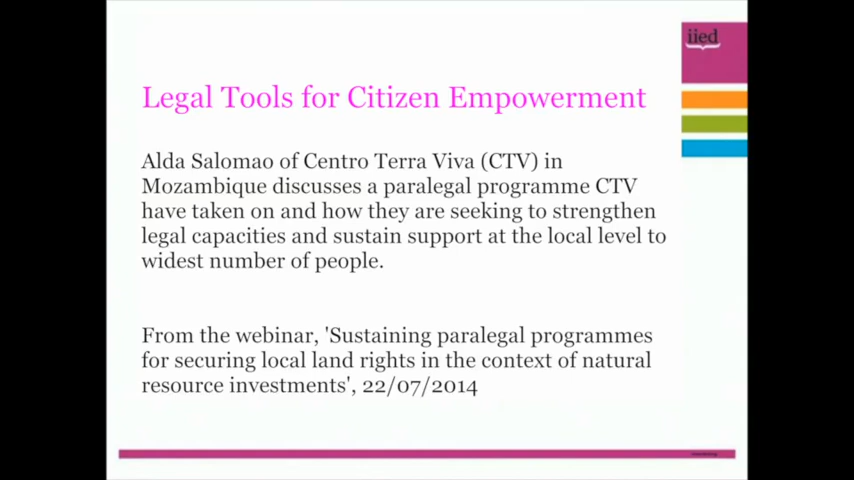 iied
Legal Tools for Citizen Empowerment
Alda Salomao of Centro Terra Viva (CTV) in
Mozambique discusses a paralegal programme CTV
have taken on and how they are seeking to strengthen
legal capacities and sustain support at the local level to
widest number of people.
From the webinar, 'Sustaining paralegal programmes
for securing local land rights in the context of natural
resource investments', 22/07/2014